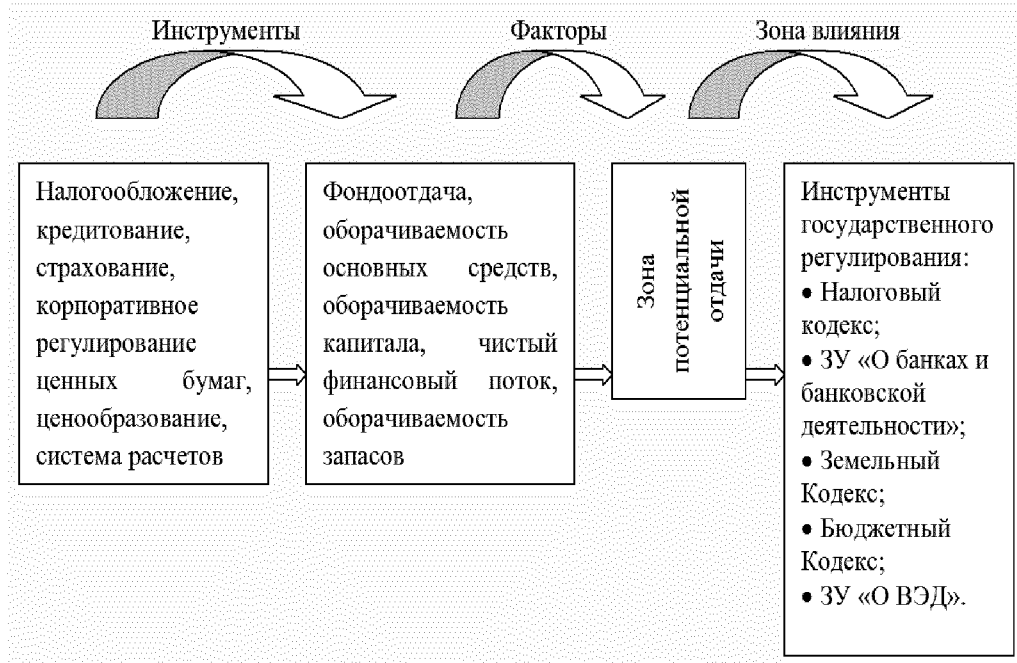 Инструменты
Факторы
Зона влияния
Налогообложение,
кредитование,
страхование,
корпоративное
регулирование
ценных бумаг,
ценообразование,
система расчетов
Фондоотдача,
оборачиваемость
основных средств,
оборачиваемость
капитала, чистый
финансовый поток,
оборачиваемость
запасов
Зона
потенциальной
отдачи
Инструменты
государственного
регулирования:
• Налоговый
кодекс;
• ЗУ «О банках и
банковской
деятельности»;
• Земельный
Кодекс;
• Бюджетный
Кодекс;
• ЗУ «О ВЭД».